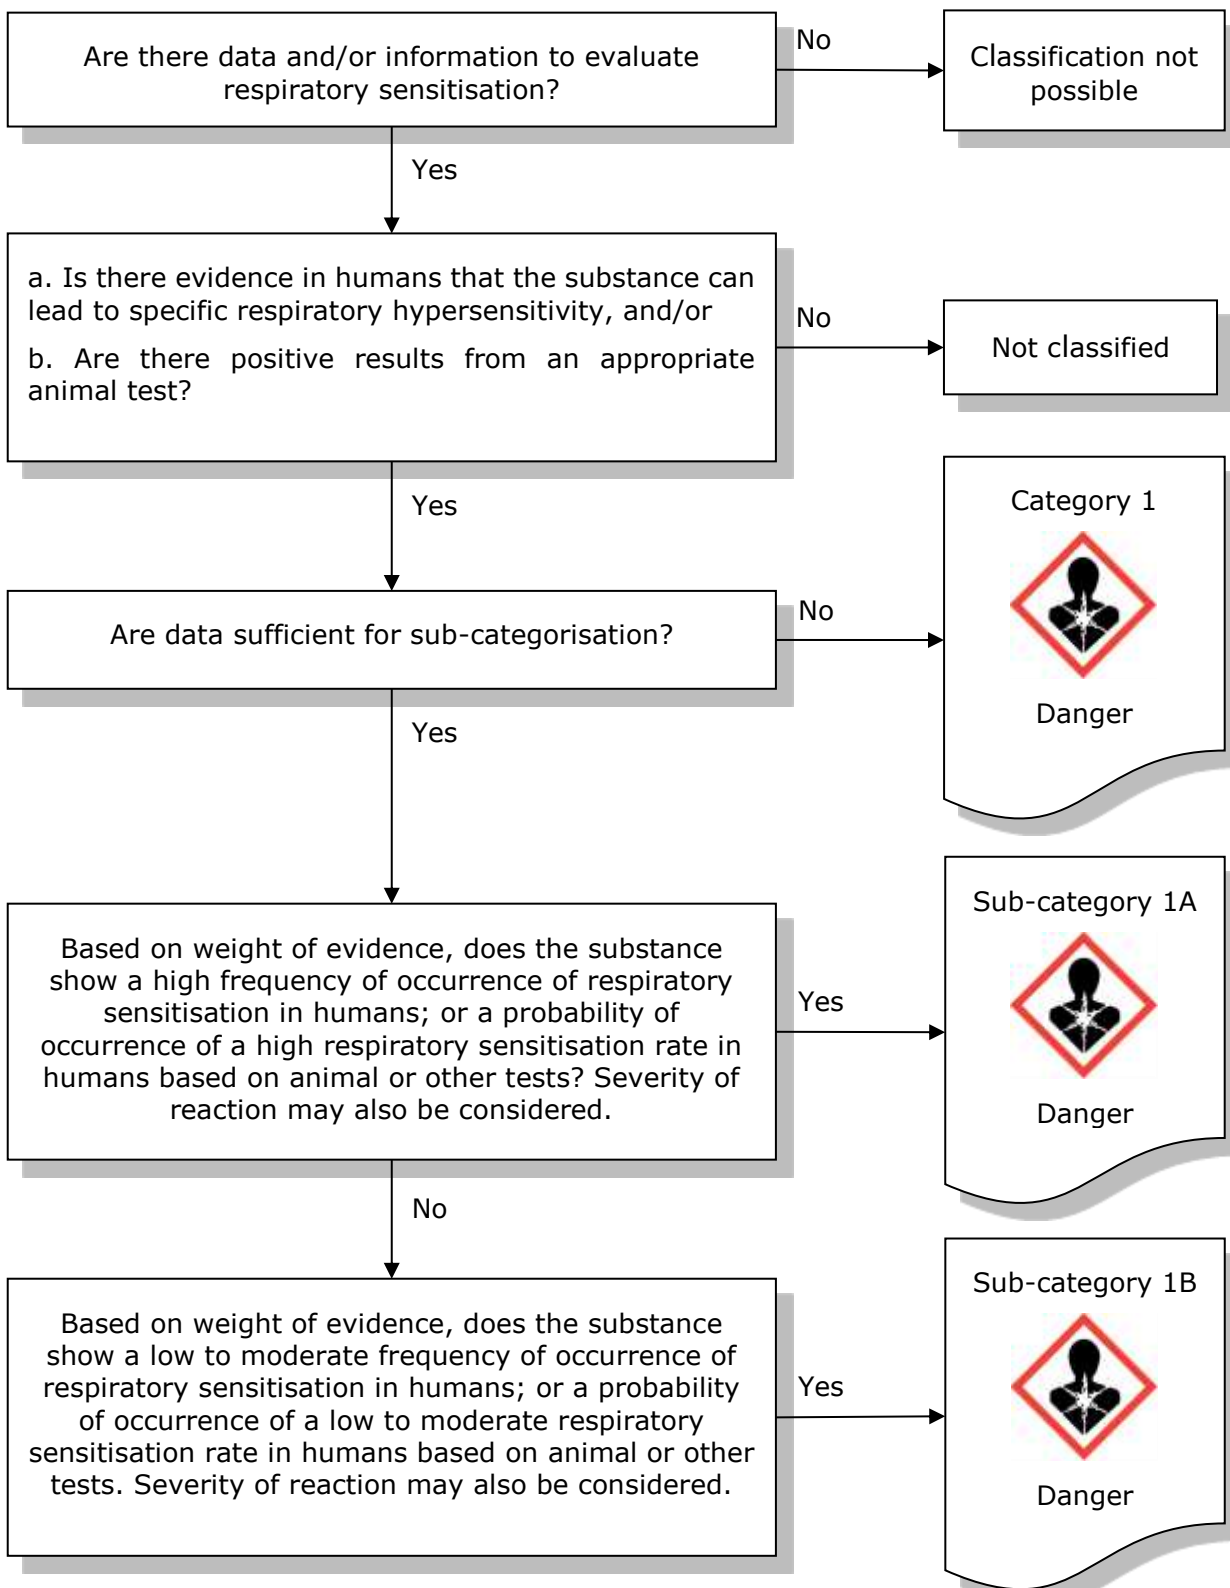 Are there data and/or information to evaluate
respiratory sensitisation?
No
Classification not
possible
Yes
a. Is there evidence in humans that the substance can
lead to specific respiratory hypersensitivity, and/or
b. Are there positive results from an appropriate
animal test?
No
Not classified
Yes
Are data sufficient for sub-categorisation?
No
Category 1
Danger
Yes
Based on weight of evidence, does the substance
show a high frequency of occurrence of respiratory
sensitisation in humans; or a probability of
occurrence of a high respiratory sensitisation rate in
humans based on animal or other tests? Severity of
reaction may also be considered.
Yes
Sub-category 1A
Danger
No
Based on weight of evidence, does the substance
show a low to moderate frequency of occurrence of
respiratory sensitisation in humans; or a probability
of occurrence of a low to moderate respiratory
sensitisation rate in humans based on animal or other
tests. Severity of reaction may also be considered.
Yes
Sub-category 1B
Danger